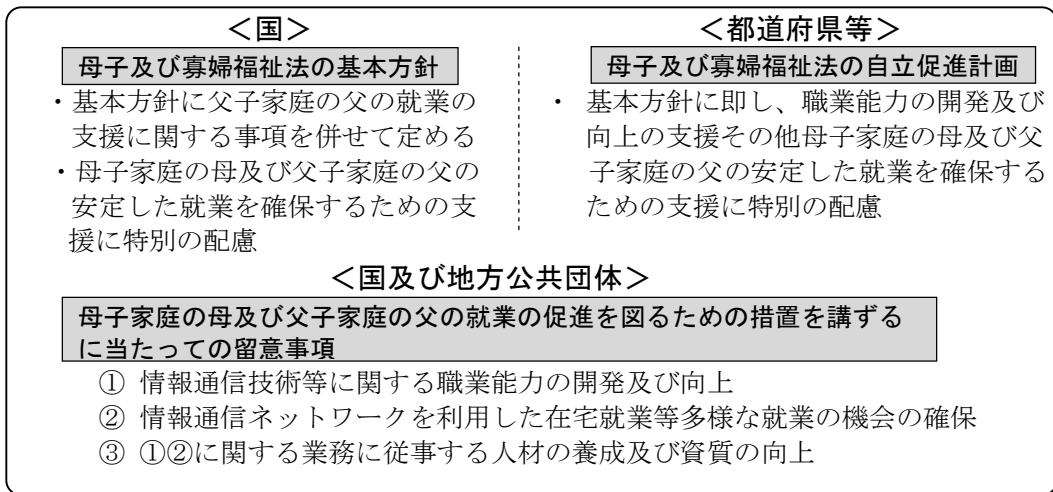 ＜国＞
母子及び寡婦福祉法の基本方針
・基本方針に父子家庭の父の就業の
支援に関する事項を併せて定める
・母子家庭の母及び父子家庭の父の
安定した就業を確保するための支
援に特別の配慮
＜都道府県等＞
母子及び寡婦福祉法の自立促進計画
・ 基本方針に即し、職業能力の開発及び
向上の支援その他母子家庭の母及び父
子家庭の父の安定した就業を確保する
ための支援に特別の配慮
＜国及び地方公共団体＞
母子家庭の母及び父子家庭の父の就業の促進を図るための措置を講ずる
に当たっての留意事項
① 情報通信技術等に関する職業能力の開発及び向上
② 情報通信ネットワークを利用した在宅就業等多様な就業の機会の確保
③ ①②に関する業務に従事する人材の養成及び資質の向上